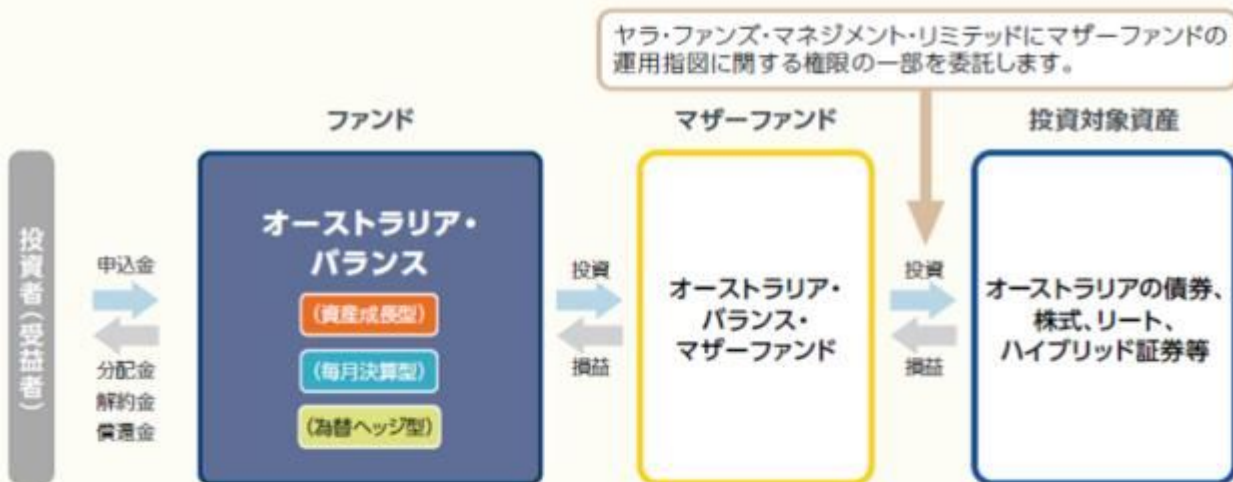 ヤラ・ファンズ・マネジメント・リミテッドにマザーファンドの
運用指図に関する権限の一部を委託します。
ファンド
マザーファンド
投資対象資産
投資者(受益者)
申込金
分配金
解約金
償還金
オーストラリア・
バランス
(資産成長型)
(毎月決算型)
(為替ヘッジ型)
投資
損益
オーストラリア・
バランス・
マザーファンド
投資
損益
オーストラリアの債券、
株式、リート、
ハイブリッド証券等